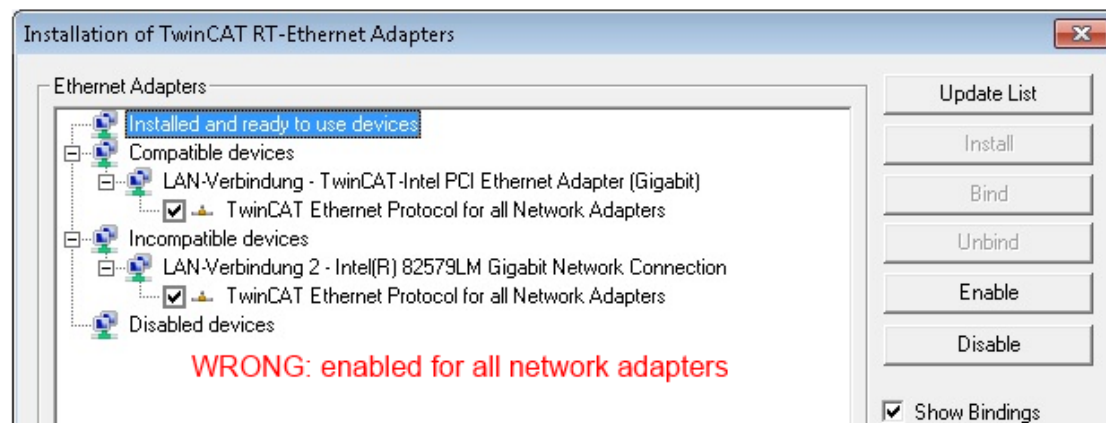 Installation of TwinCAT RT-Ethernet Adapters
Ethernet Adapters
Installed and ready to use devices
Compatible devices
LAN-Verbindung - TwinCAT-Intel PCI Ethernet Adapter (Gigabit)
TwinCAT Ethernet Protocol for all Network Adapters
Incompatible devices
LAN-Verbindung 2 - Intel(R) 82579LM Gigabit Network Connection
TwinCAT Ethernet Protocol for all Network Adapters
Disabled devices
WRONG: enabled for all network adapters
Update List
Install
Bind
Unbind
Enable
Disable
Show Bindings